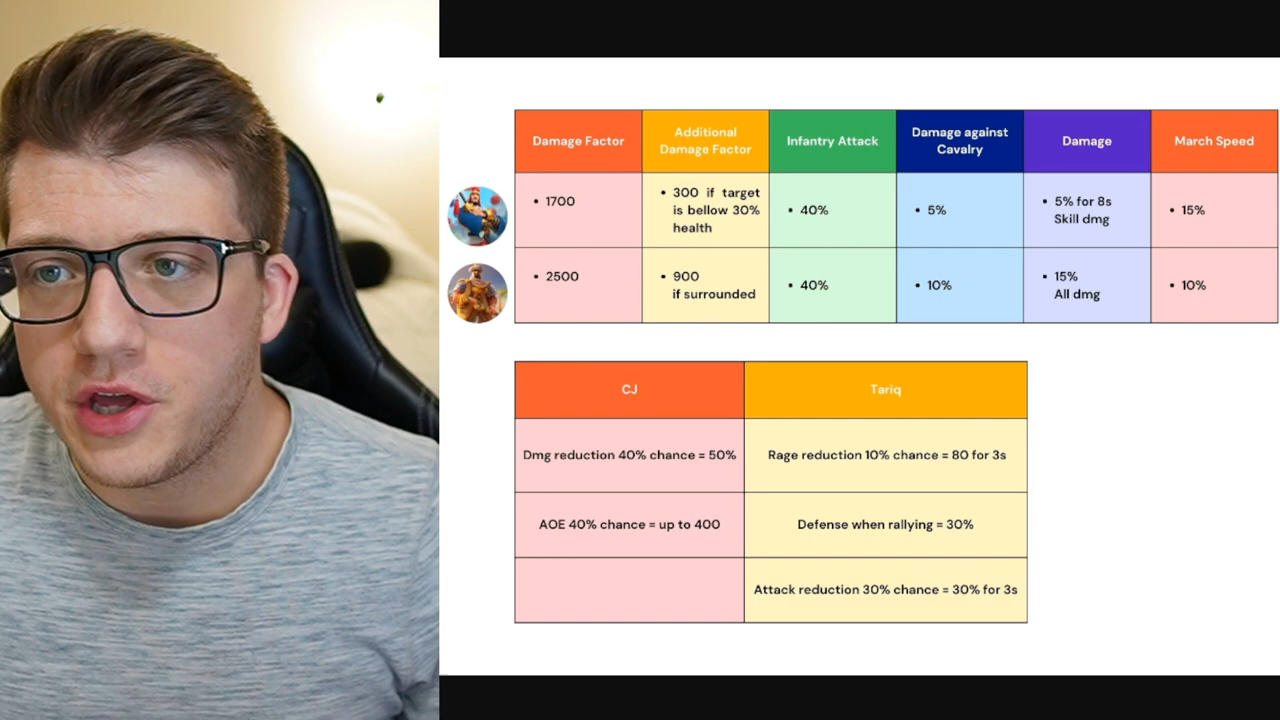 Damage Factor
Additional
Damage Factor
Infantry Attack
Damage against
Cavalry
Damage
March Speed
• 1700
• 300 if target
is bellow 30%
health
• 40%
• 5%
• 5% for 8s
Skill dmg
• 15%
• 2500
• 900
if surrounded
• 40%
• 10%
• 15%
All dmg
• 10%
CJ
Tariq
Dmg reduction 40% chance = 50%
Rage reduction 10% chance = 80 for 3s
AOE 40% chance = up to 400
Defense when rallying = 30%
Attack reduction 30% chance = 30% for 3s